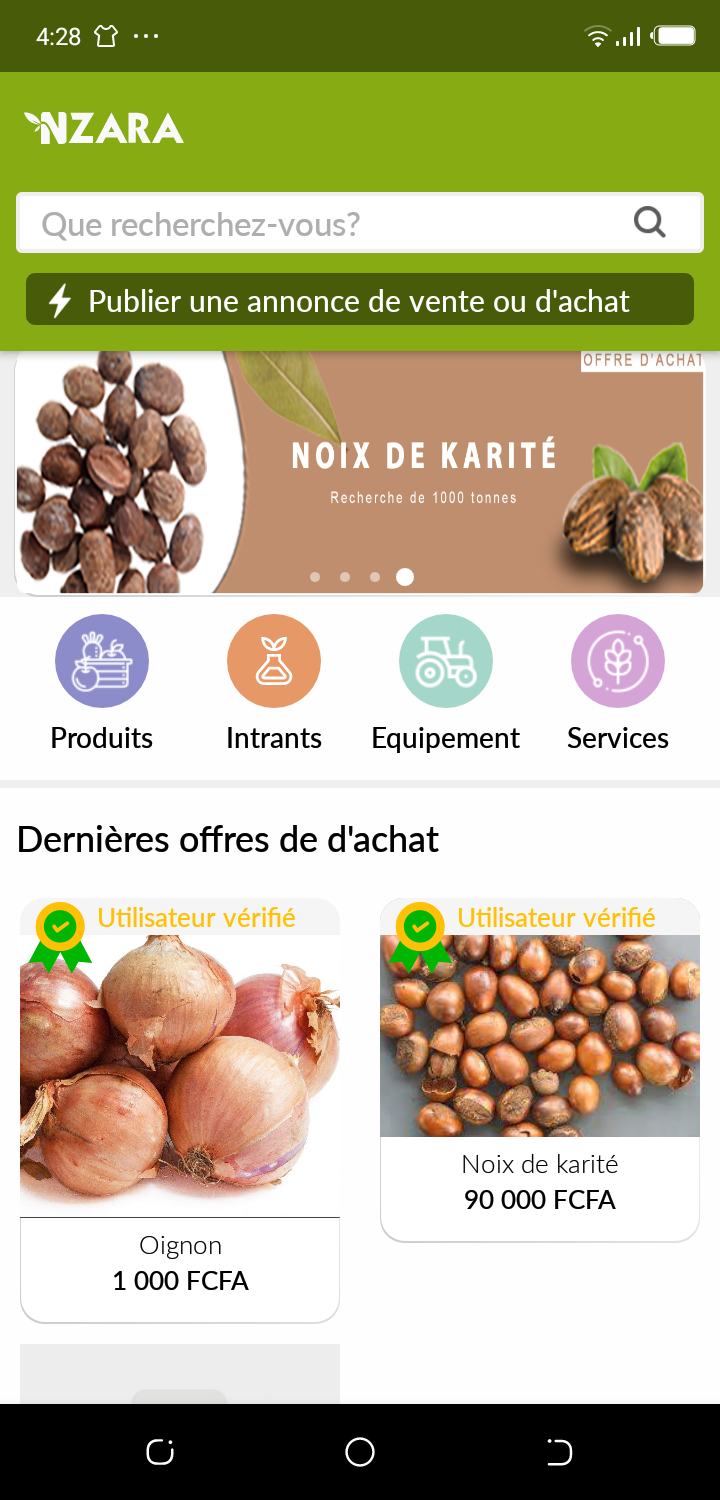 4:28
NZARA
Que recherchez-vous?
Publier une annonce de vente ou d'achat
OFFRE D'ACHAT
NOIX DE KARITÉ
Recherche de 1000 tonnes
Produits
Intrants
Equipement
Services
Dernières offres de d'achat
Utilisateur vérifié
Oignon
1 000 FCFA
Utilisateur vérifié
Noix de karité
90 000 FCFA